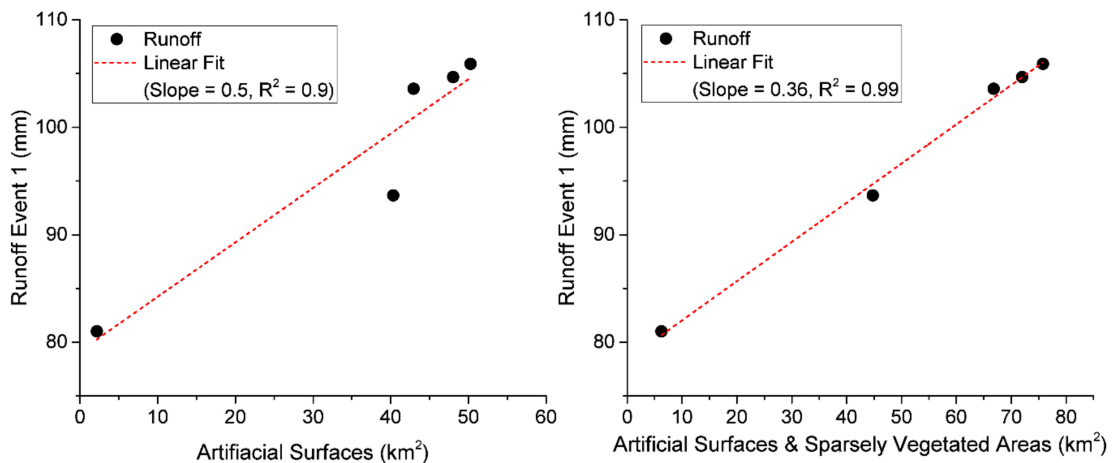 110
105
100
90
80
Runoff Event 1 (mm)
Runoff
Linear Fit
(Slope = 0.5, R² = 0.9)
0 10 20 30 40 50 60
Artifiacial Surfaces (km²)
110
100
90
80
Runoff Event 1 (mm)
Runoff
Linear Fit
(Slope = 0.36, R² = 0.99
0 10 20 30 40 50 60 70 80
Artificial Surfaces & Sparsely Vegetated Areas (km²)